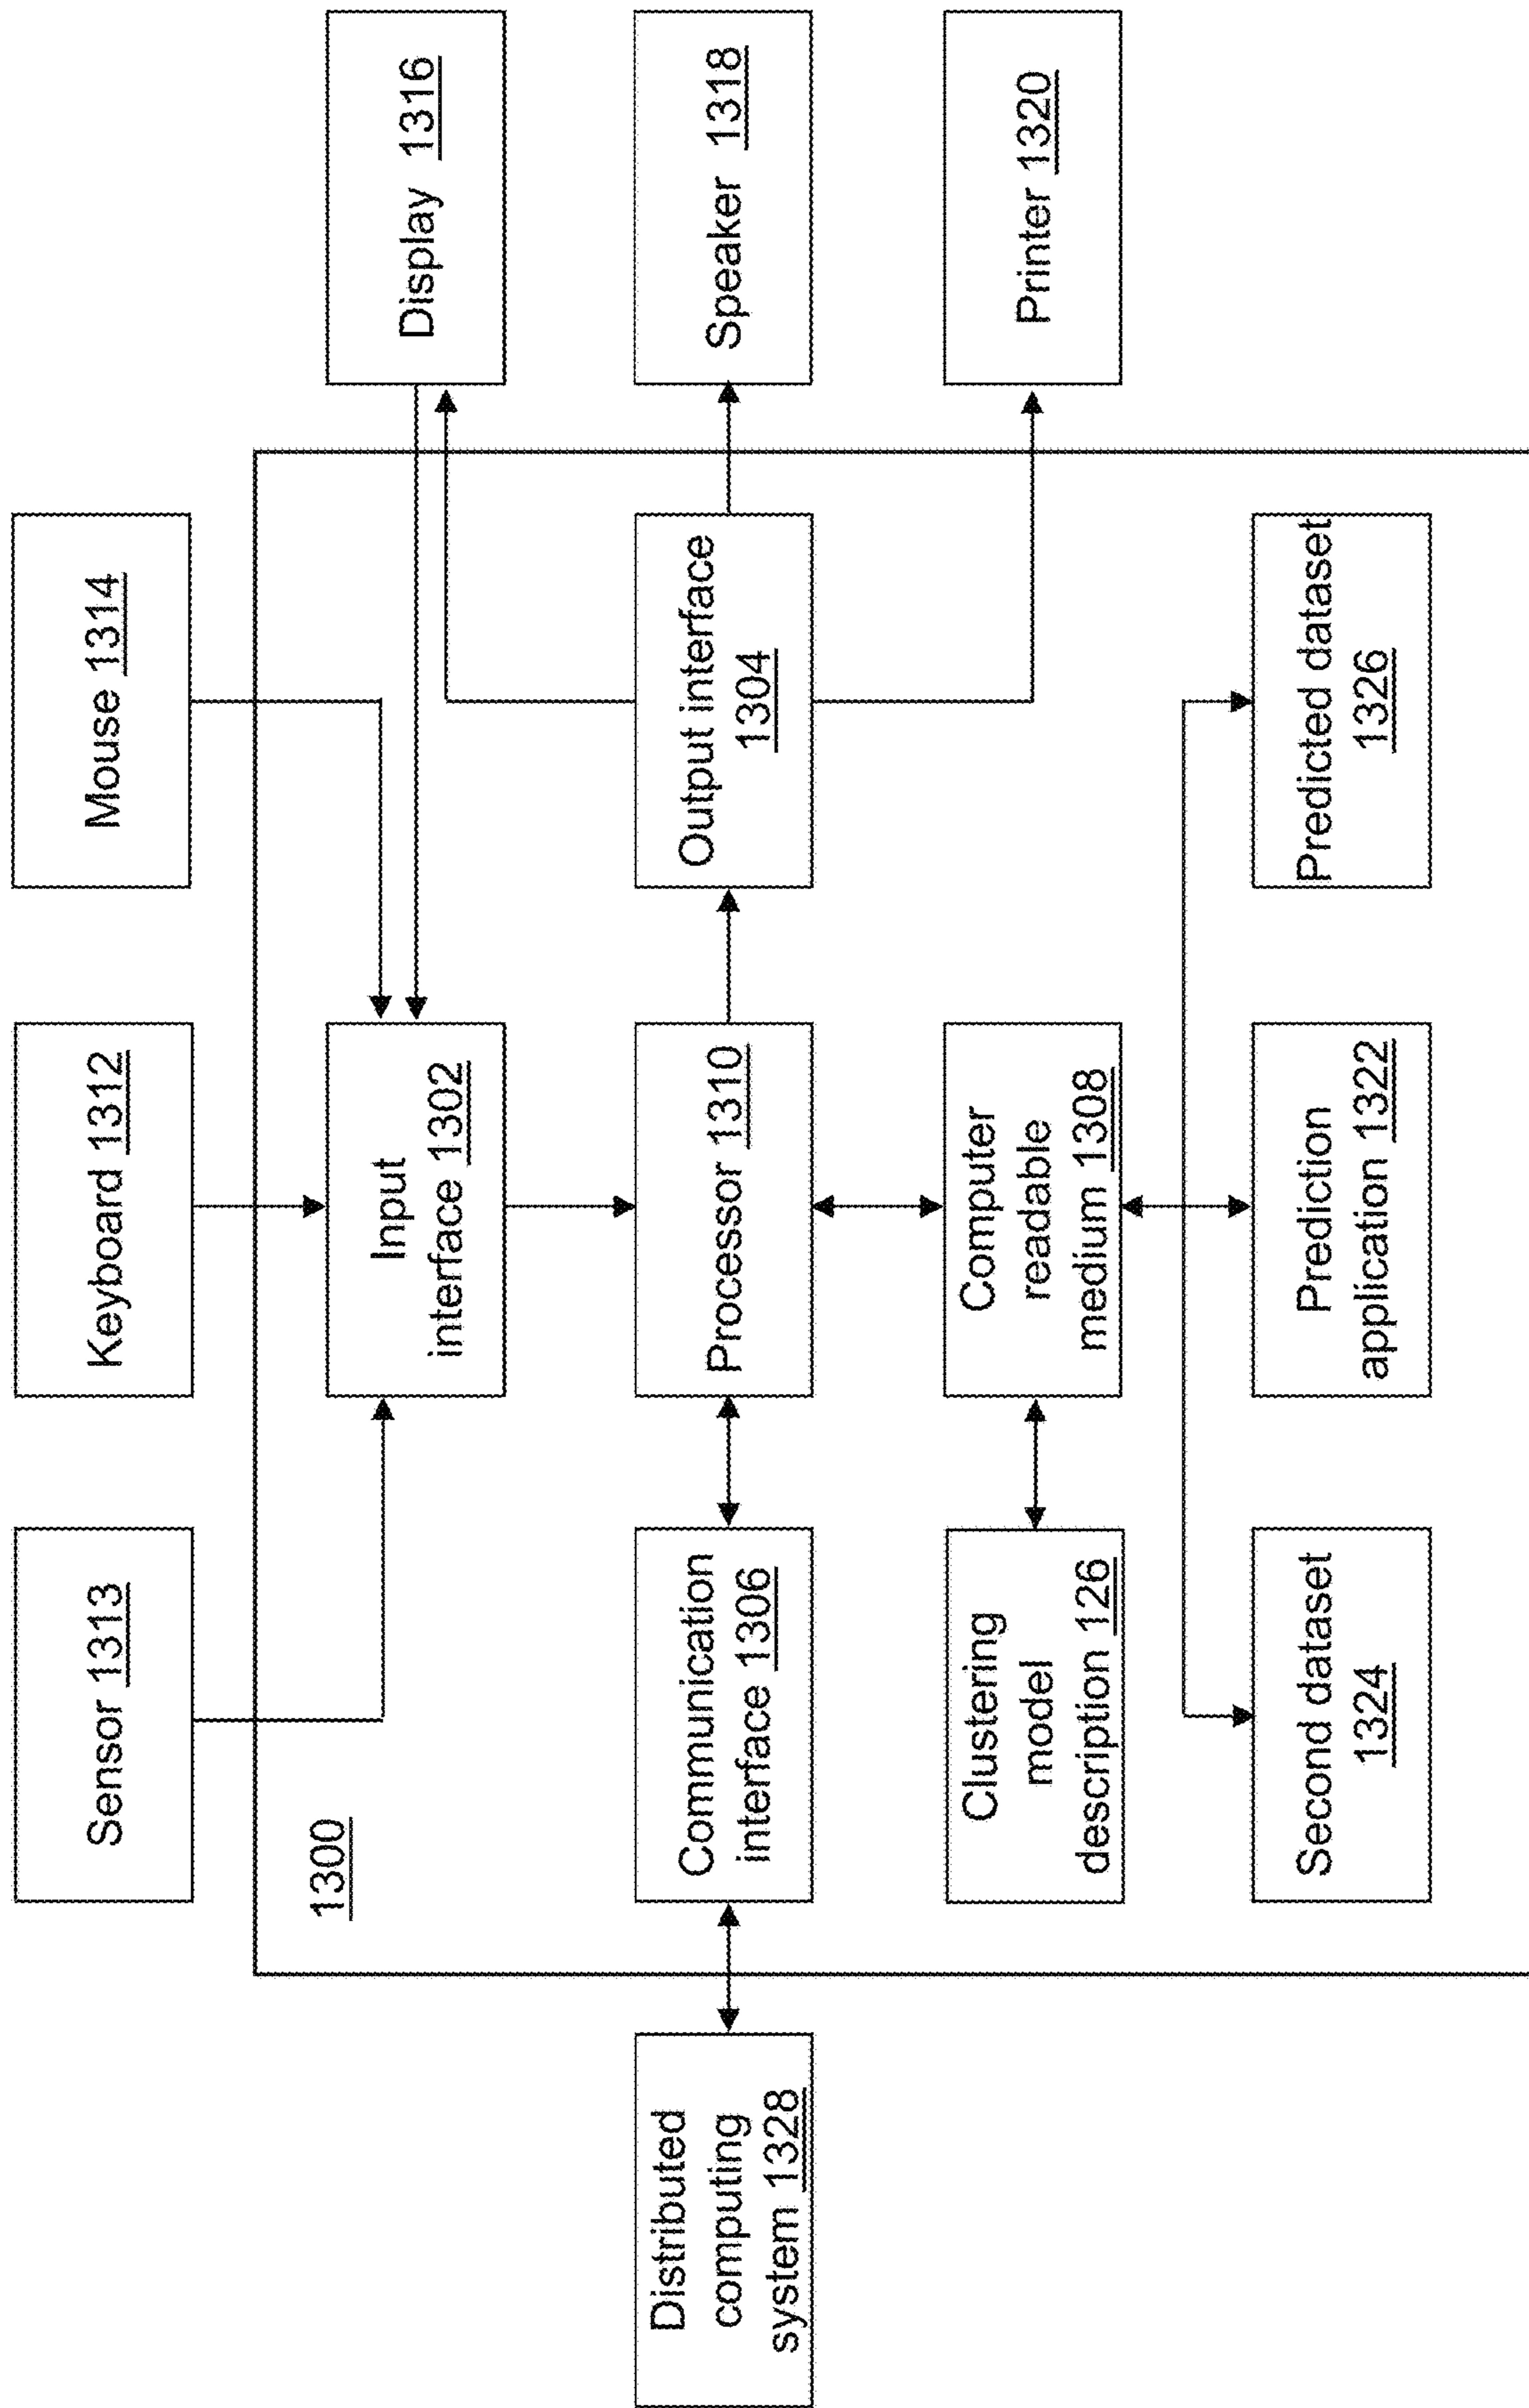 Sensor 1313
Keyboard 1312
Mouse 1314
1300
Input
interface 1302
Display 1316
Distributed
computing
system 1328
Communication
interface 1306
Processor 1310
Output interface
1304
Speaker 1318
Clustering
model
description 126
Computer
readable
medium 1308
Printer 1320
Second dataset
1324
Prediction
application 1322
Predicted dataset
1326